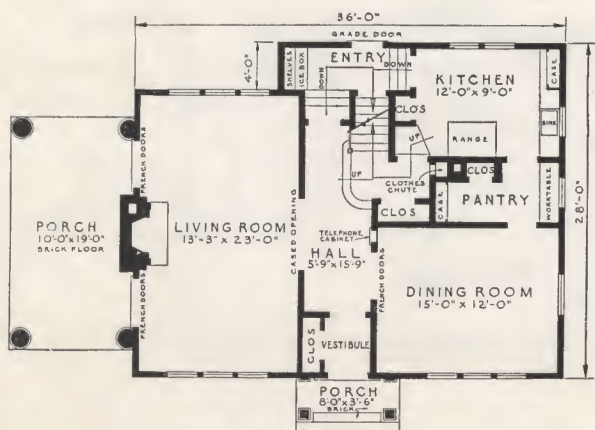 36'-0"
GRADE DOOR
4'-0"
SHELVES
ICE BOX
ENTRY
DOWN
DOWN
KITCHEN
12'-0" x 9'-0"
CASE
SINK
CLOS
RANGE
UP
UP
CLOTHES
CHUTE
CLOS
CASE
PANTRY
WORKTABLE
CLOS
28'-0"
FRENCH DOORS
PORCH
10'-0" x 19'-0"
BRICK FLOOR
FRENCH DOORS
LIVING ROOM
13'-3" x 23'-0"
CASED OPENING
TELEPHONE
CABINET
HALL
5'-9" x 15'-9"
FRENCH DOORS
DINING ROOM
15'-0" x 12'-0"
CLOS
VESTIBULE
PORCH
8'-0" x 3'-6"
BRICK